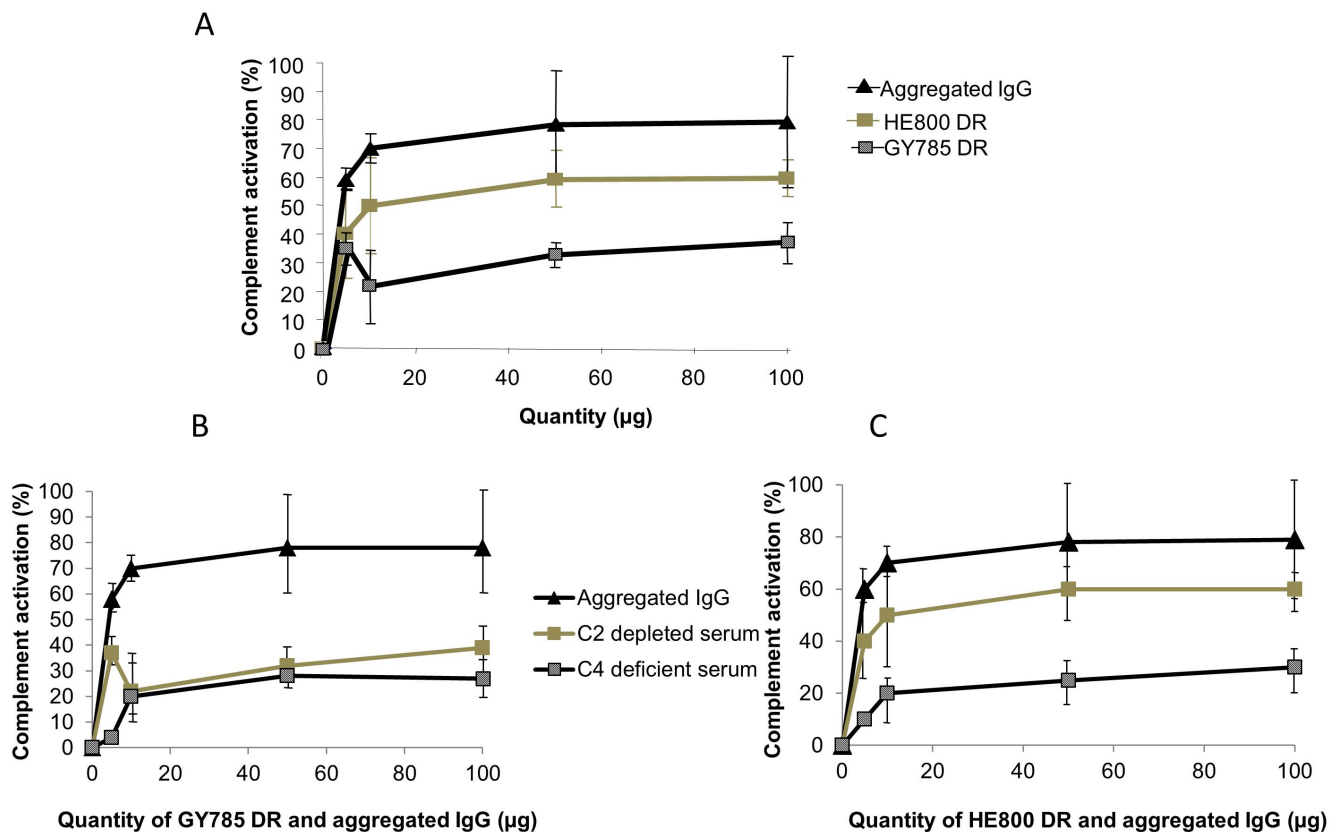 A
Complement activation (%)
100
90
80
70
60
50
40
30
20
10
0
0 20 40 60 80 100
Quantity (µg)
Aggregated IgG
HE800 DR
GY785 DR
B
Complement activation (%)
100
90
80
70
60
50
40
30
20
10
0
0 20 40 60 80 100
Quantity of GY785 DR and aggregated IgG (µg)
Aggregated IgG
C2 depleted serum
C4 deficient serum
C
Complement activation (%)
100
80
60
40
20
0
0 20 40 60 80 100
Quantity of HE800 DR and aggregated IgG (µg)